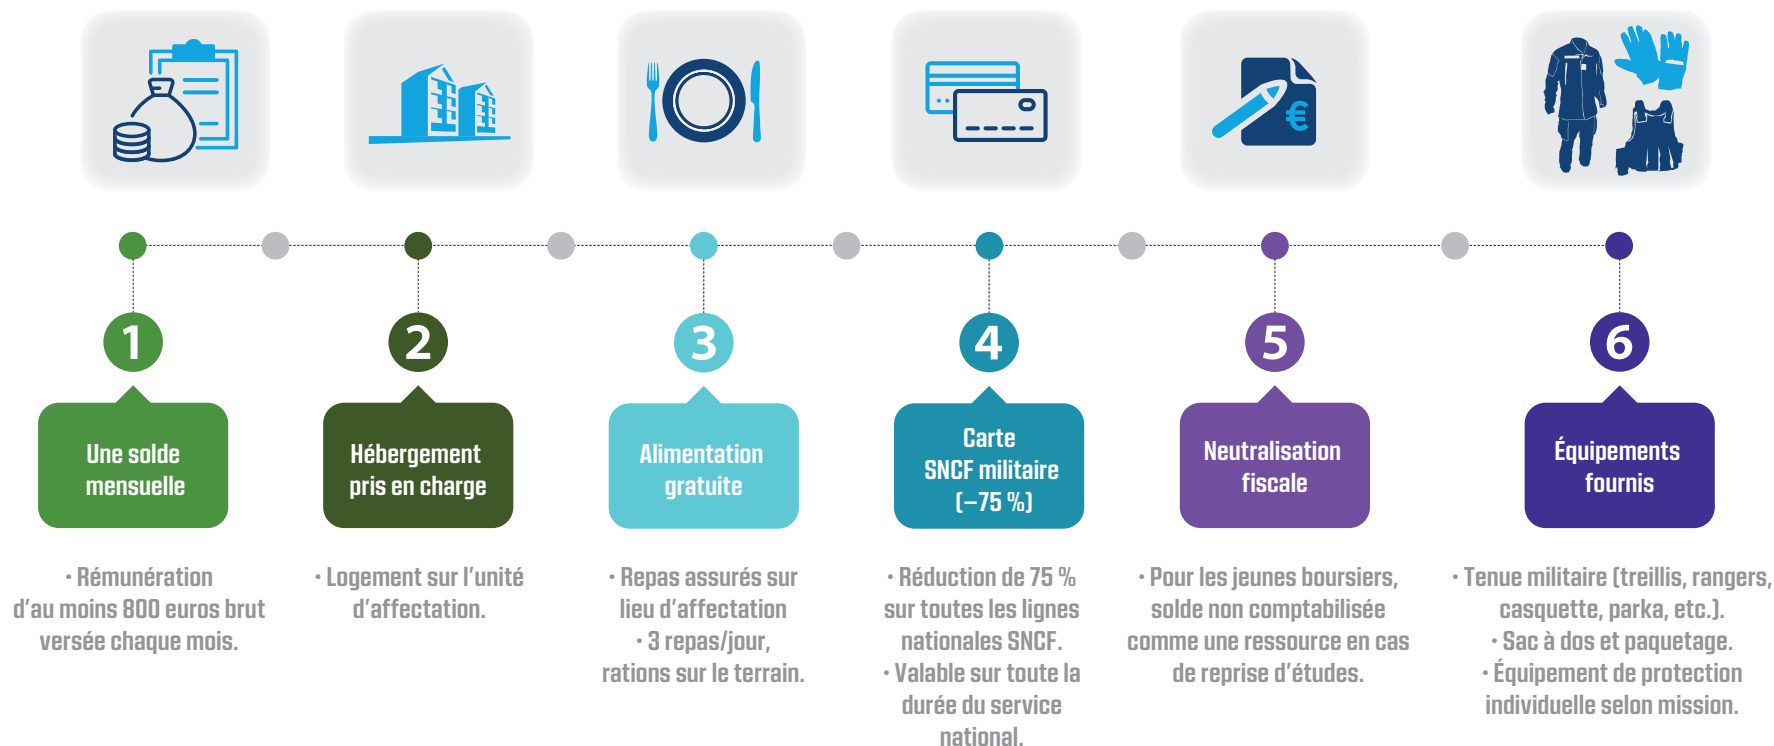 1
Une solde
mensuelle
· Rémunération
d'au moins 800 euros brut
versée chaque mois.
2
Hébergement
pris en charge
· Logement sur l'unité
d'affectation.
3
Alimentation
gratuite
· Repas assurés sur
lieu d'affectation
· 3 repas/jour,
rations sur le terrain.
4
Carte
SNCF militaire
(–75 %)
· Réduction de 75 %
sur toutes les lignes
nationales SNCF.
· Valable sur toute la
durée du service
national.
€
5
Neutralisation
fiscale
· Pour les jeunes boursiers,
solde non comptabilisée
comme une ressource en cas
de reprise d'études.
6
Équipements
fournis
· Tenue militaire (treillis, rangers,
casquette, parka, etc.).
· Sac à dos et paquetage.
· Équipement de protection
individuelle selon mission.